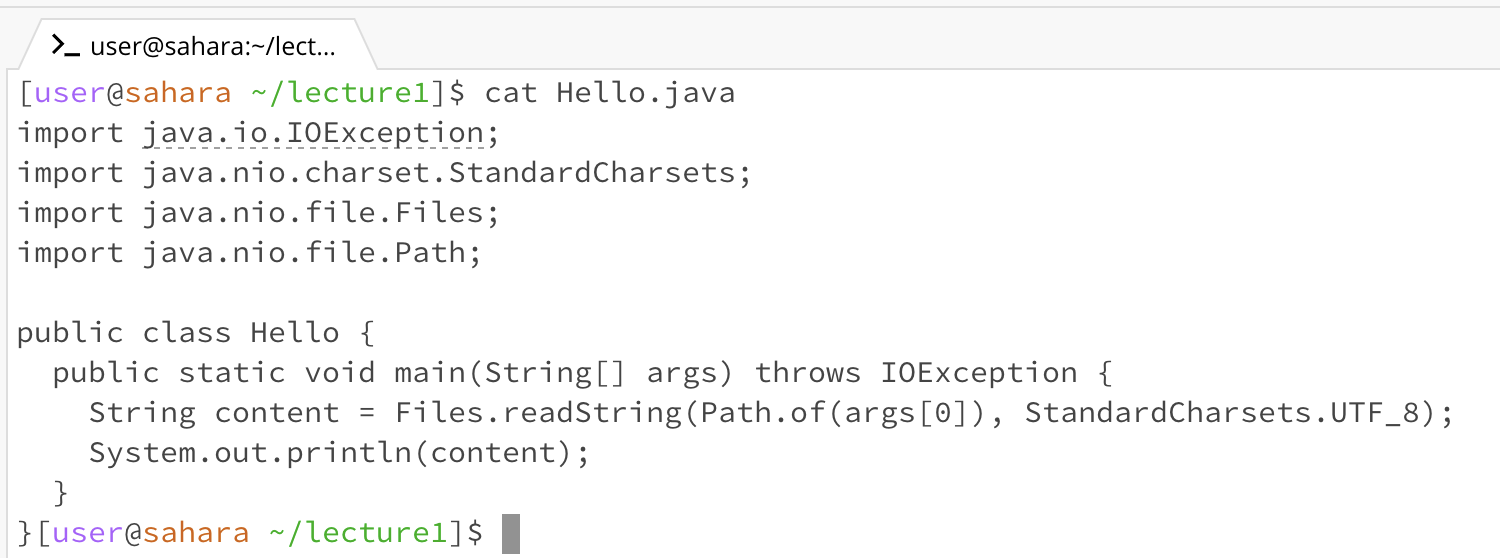 user@sahara:~/lect...
[user@sahara ~/lecture1]$ cat Hello.java
import java.io.IOException;
import java.nio.charset.StandardCharsets;
import java.nio.file.Files;
import java.nio.file.Path;

public class Hello {
  public static void main(String[] args) throws IOException {
    String content = Files.readString(Path.of(args[0]), StandardCharsets.UTF_8);
    System.out.println(content);
  }
}[user@sahara ~/lecture1]$